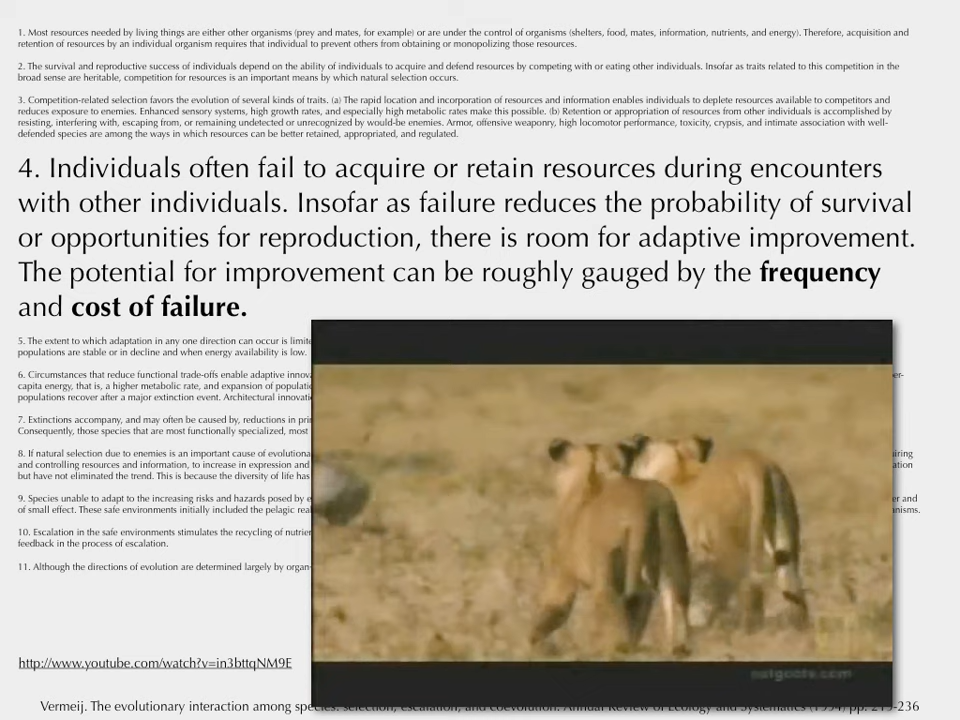 1. Most resources needed by living things are either other organisms (prey and mates, for example) or are under the control of organisms (shelters, food, mates, information, nutrients, and energy). Therefore, acquisition and
retention of resources by an individual organism requires that individual to prevent others from obtaining or monopolizing those resources.
2. The survival and reproductive success of individuals depend on the ability of individuals to acquire and defend resources by competing with or eating other individuals. Insofar as traits related to this competition in the
broad sense are heritable, competition for resources is an important means by which natural selection occurs.
3. Competition-related selection favors the evolution of several kinds of traits. (a) The rapid location and incorporation of resources and information enables individuals to deplete resources available to competitors and
reduces exposure to enemies. Enhanced sensory systems, high growth rates, and especially high metabolic rates make this possible. (b) Retention or appropriation of resources from other individuals is accomplished by
resisting, interfering with, escaping from, or remaining undetected or unrecognized by would-be enemies. Armor, offensive weaponry, high locomotor performance, toxicity, crypsis, and intimate association with well-
defended species are among the ways in which resources can be better retained, appropriated, and regulated.
4. Individuals often fail to acquire or retain resources during encounters
with other individuals. Insofar as failure reduces the probability of survival
or opportunities for reproduction, there is room for adaptive improvement.
The potential for improvement can be roughly gauged by the frequency
and cost of failure.
5. The extent to which adaptation in any one direction can occur is limite
populations are stable or in decline and when energy availability is low.
6. Circumstances that reduce functional trade-offs enable adaptive innova er-
capita energy, that is, a higher metabolic rate, and expansion of populatio
populations recover after a major extinction event. Architectural innovati
7. Extinctions accompany, and may often be caused by, reductions in pri
Consequently, those species that are most functionally specialized, most
8. If natural selection due to enemies is an important cause of evolutiona iring
and controlling resources and information, to increase in expression and ation
but have not eliminated the trend. This is because the diversity of life has
9. Species unable to adapt to the increasing risks and hazards posed by e er and
of small effect. These safe environments initially included the pelagic real nisms.
10. Escalation in the safe environments stimulates the recycling of nutrien
feedback in the process of escalation.
11. Although the directions of evolution are determined largely by organ
http://www.youtube.com/watch?v=in3bttqNM9E
Vermeij. The evolutionary interaction among species, selection, escalation, and coevolution. Annual Review of Ecology and Systematics (1994) pp. 219-236